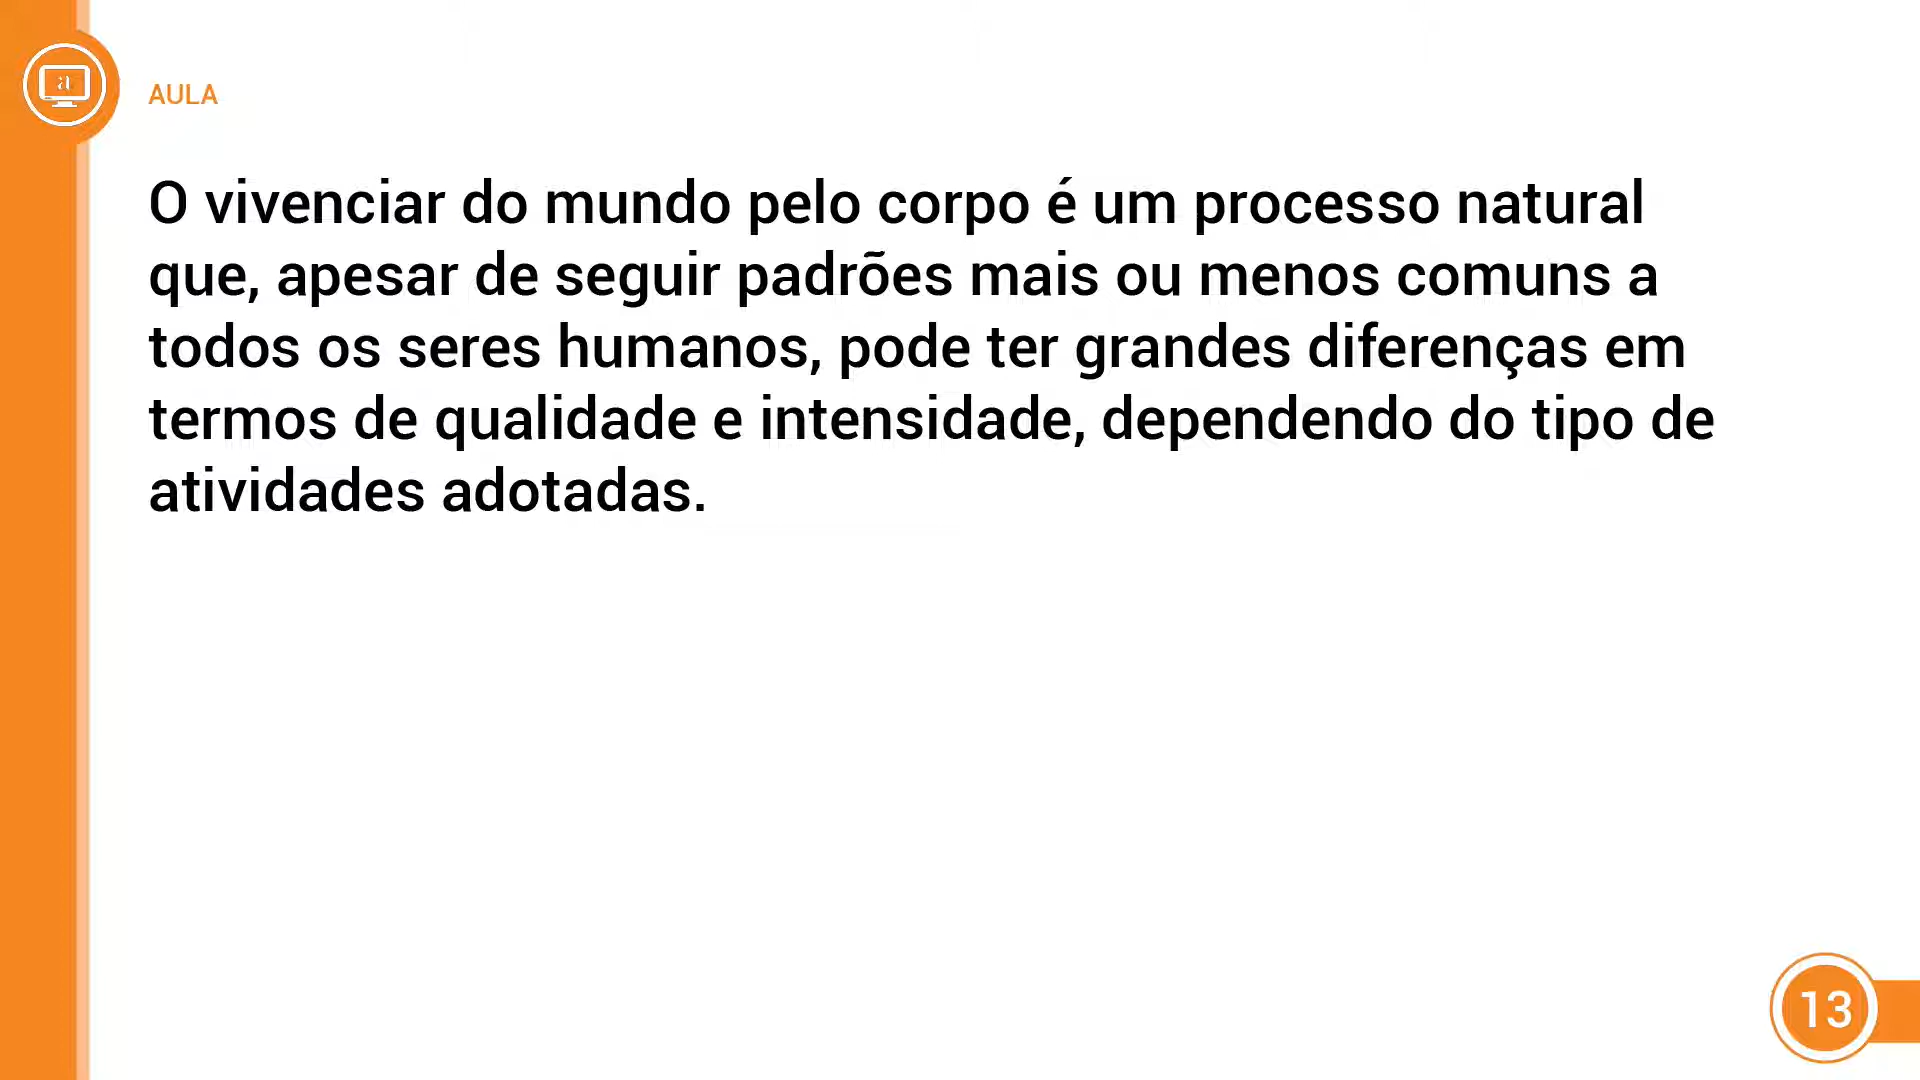 a
AULA
O vivenciar do mundo pelo corpo é um processo natural
que, apesar de seguir padrões mais ou menos comuns a
todos os seres humanos, pode ter grandes diferenças em
termos de qualidade e intensidade, dependendo do tipo de
atividades adotadas.
13